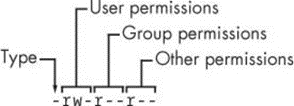 User permissions
Group permissions
Other permissions
Type
-rw-r--r--